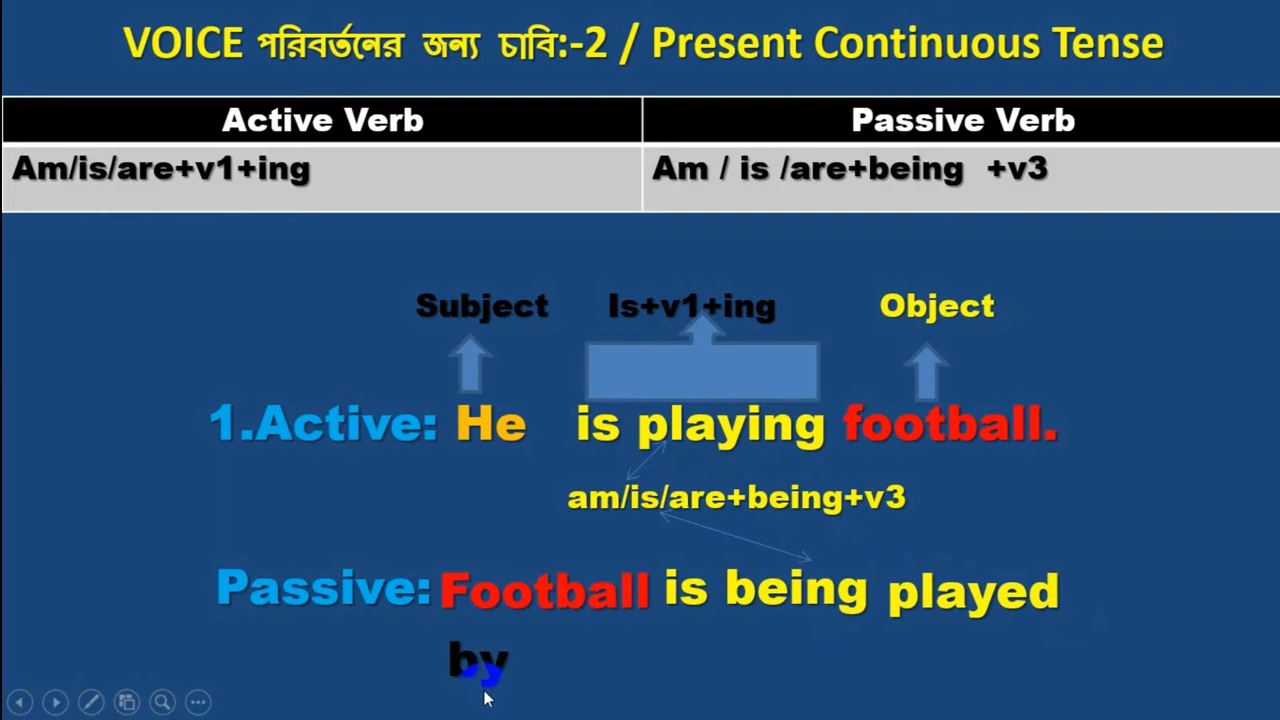 VOICE পরিবর্তনের জন্য চাবি:-2 / Present Continuous Tense
Active Verb Passive Verb
Am/is/are+v1+ing Am / is /are+being +v3
Subject Is+v1+ing Object
1.Active: He is playing football.
am/is/are+being+v3
Passive: Football is being played
by